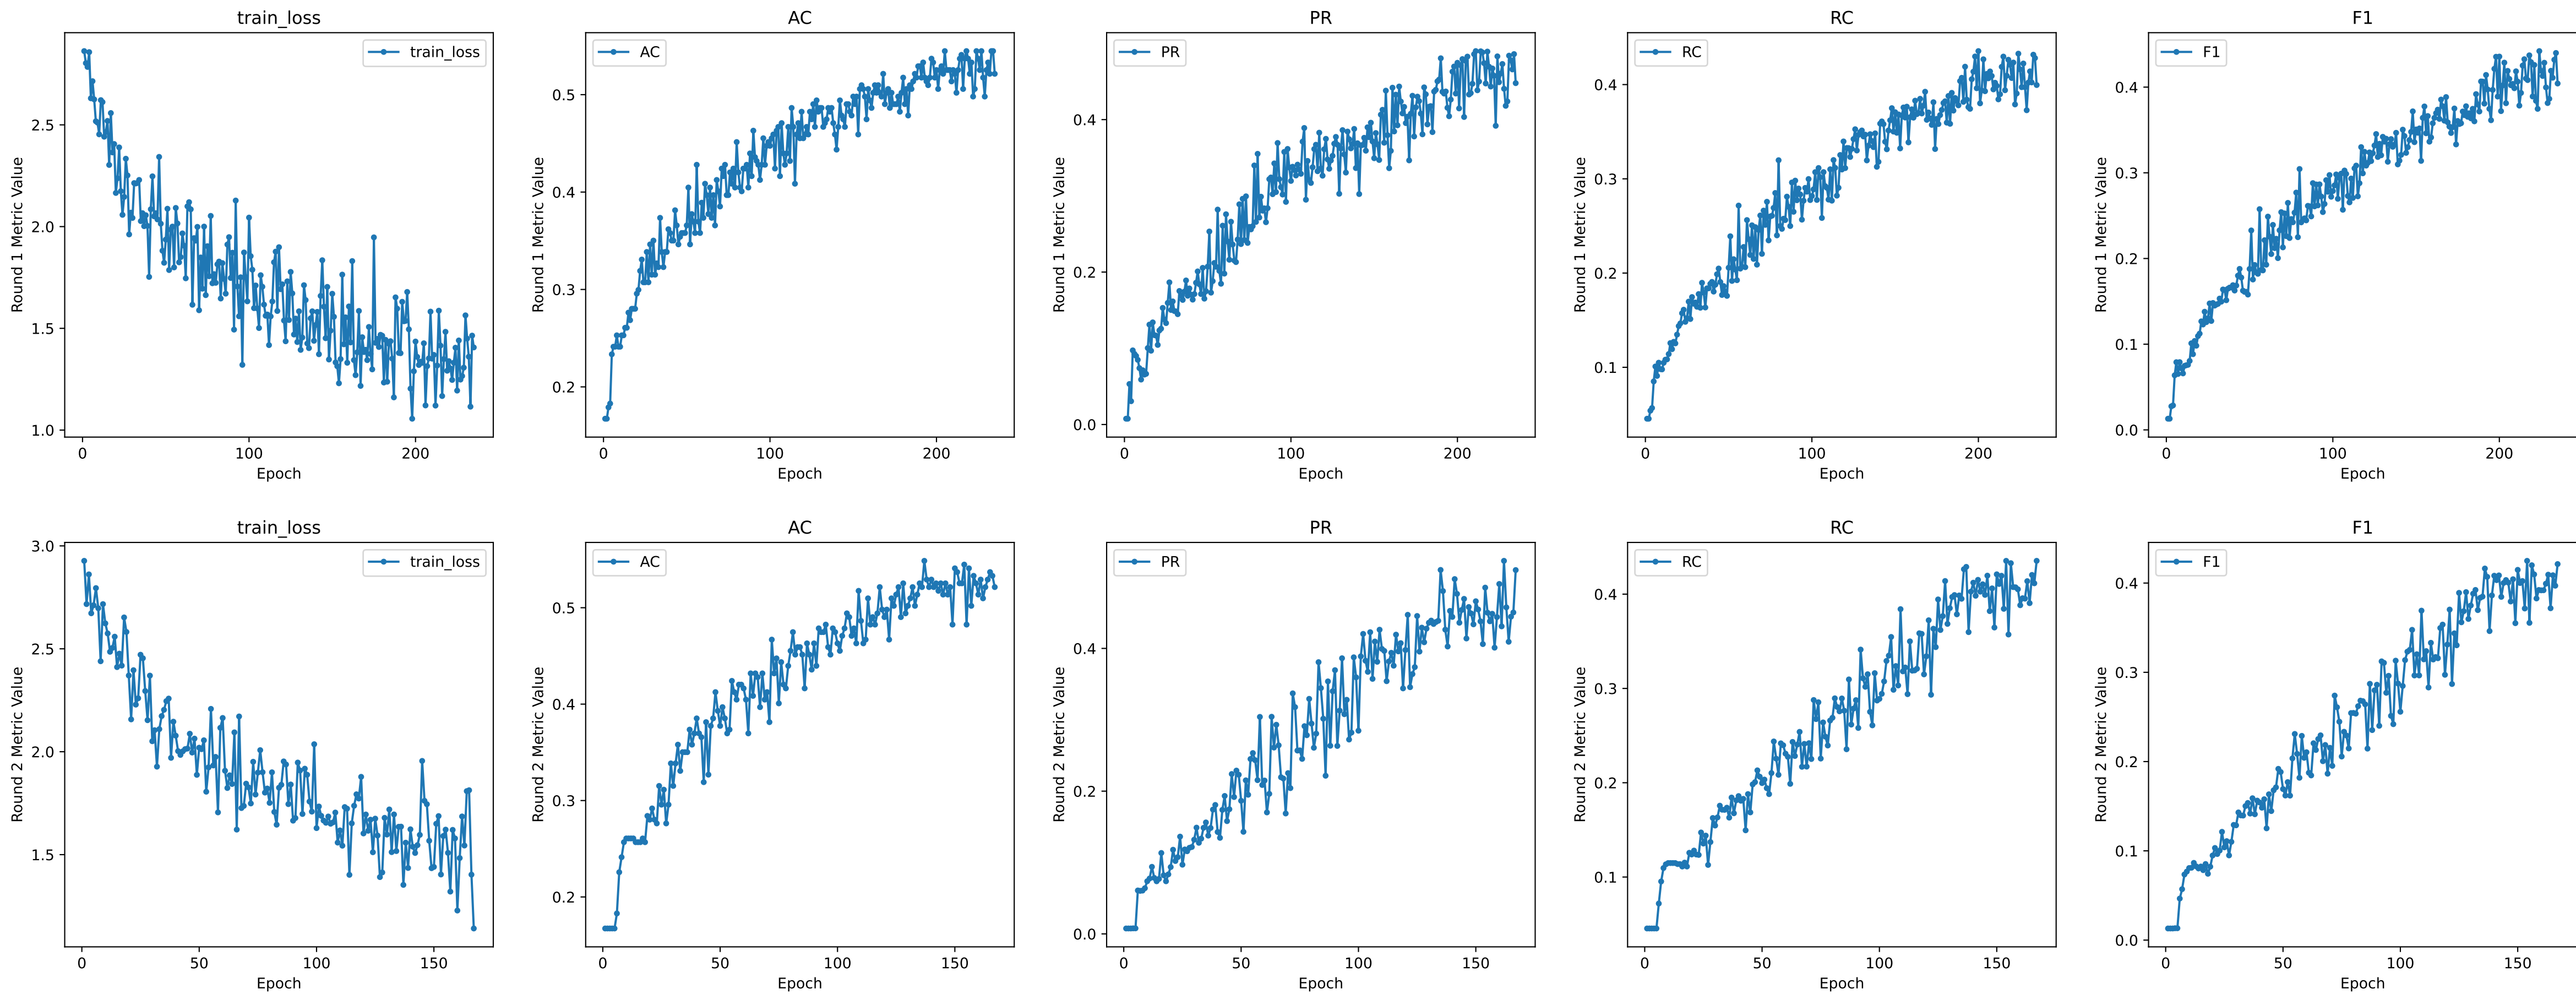 train_loss
AC
PR
RC
F1
train_loss
AC
PR
RC
F1
Round 1 Metric Value
2.5
2.0
1.5
1.0
0
100
200
Epoch
Round 1 Metric Value
0.5
0.4
0.3
0.2
0
100
200
Epoch
Round 1 Metric Value
0.4
0.2
0.0
0
100
200
Epoch
Round 1 Metric Value
0.4
0.3
0.2
0.1
0
100
200
Epoch
Round 1 Metric Value
0.4
0.3
0.2
0.1
0.0
0
100
200
Epoch
train_loss
AC
PR
RC
F1
train_loss
AC
PR
RC
F1
Round 2 Metric Value
3.0
2.5
2.0
1.5
0
50
100
150
Epoch
Round 2 Metric Value
0.5
0.4
0.3
0.2
0
50
100
150
Epoch
Round 2 Metric Value
0.4
0.2
0.0
0
50
100
150
Epoch
Round 2 Metric Value
0.4
0.3
0.2
0.1
0
50
100
150
Epoch
Round 2 Metric Value
0.4
0.3
0.2
0.1
0.0
0
50
100
150
Epoch